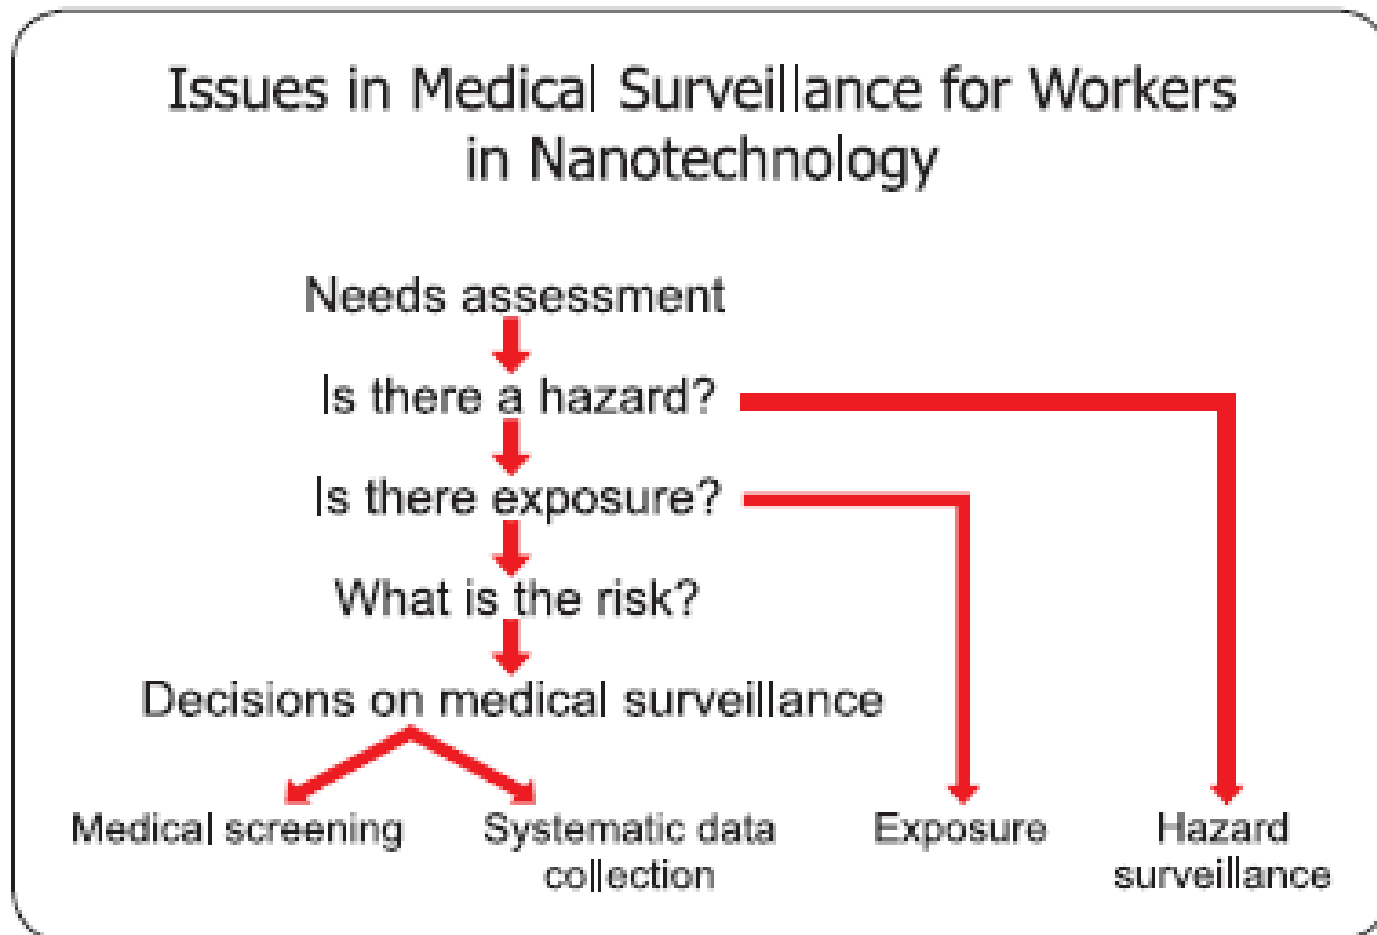 Issues in Medical Surveillance for Workers
in Nanotechnology
Needs assessment
Is there a hazard?
Is there exposure?
What is the risk?
Decisions on medical surveillance
Medical screening
Systematic data
collection
Exposure
Hazard
surveillance